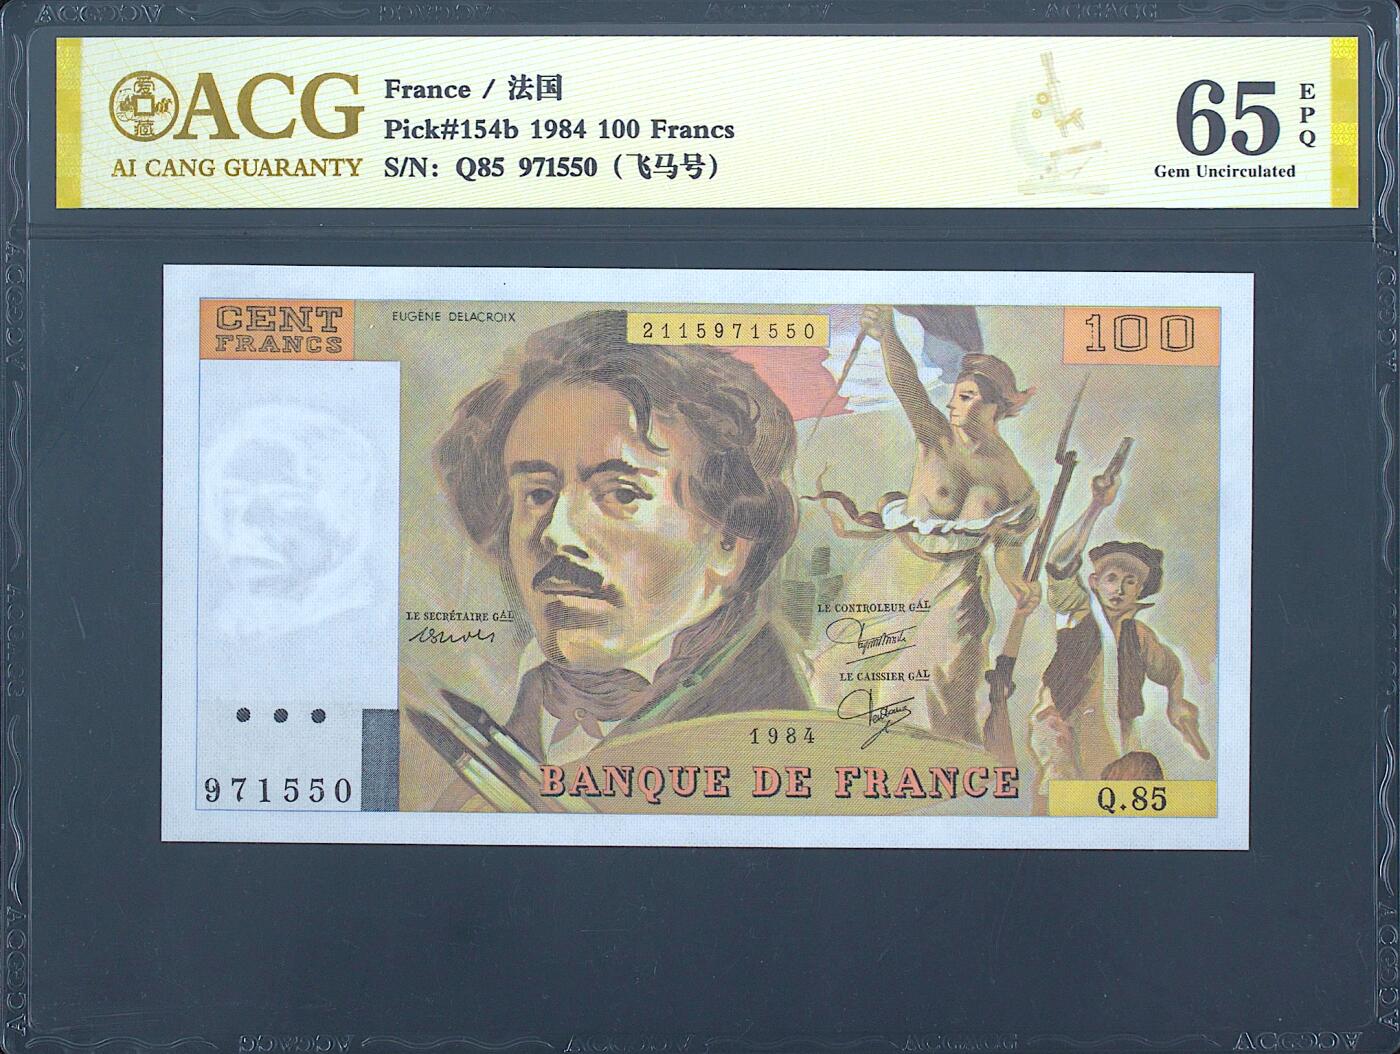 爱藏
ACG
AI CANG GUARANTY
France / 法国
Pick#154b 1984 100 Francs
S/N: Q85 971550 (飞马号)
65
EPQ
Gem Uncirculated
CENT
FRANCS
EUGÈNE DELACROIX
2115971550
100
LE SECRÉTAIRE GAL
LE CONTROLEUR GAL
LE CAISSIER GAL
1984
971550
BANQUE DE FRANCE
Q.85